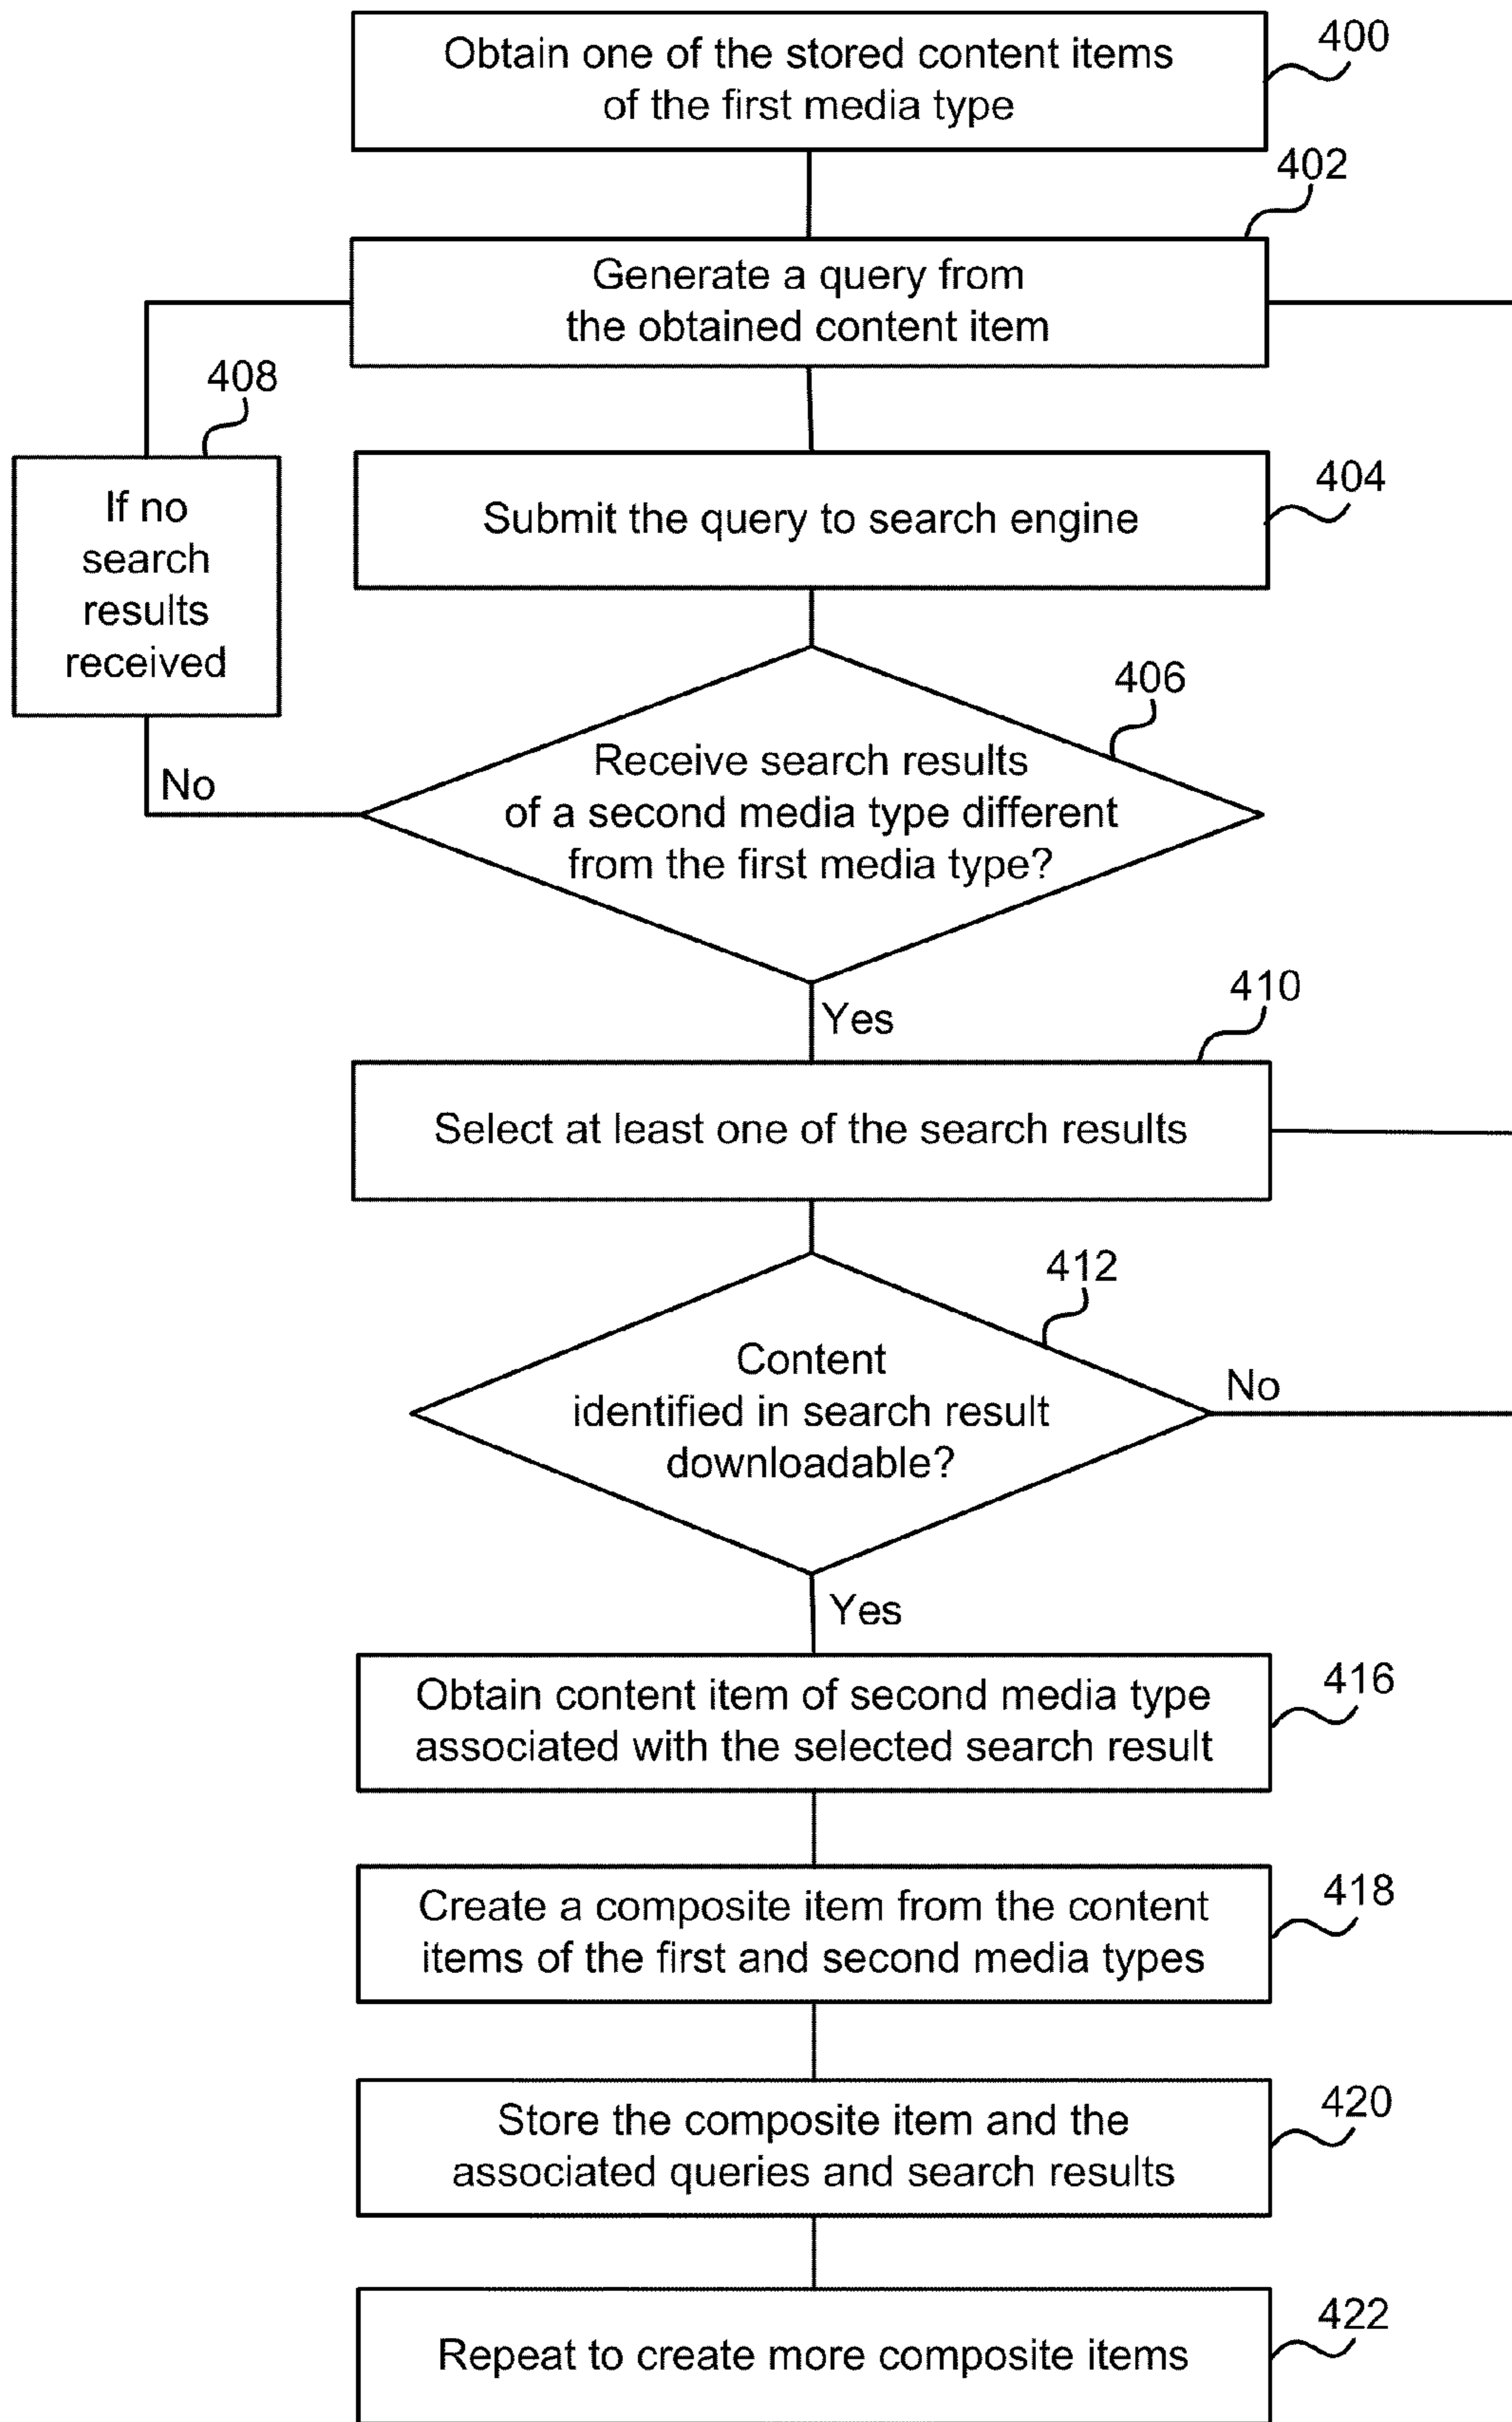 Obtain one of the stored content items
of the first media type
400
402
Generate a query from
the obtained content item
408
If no
search
results
received
404
Submit the query to search engine
406
Receive search results
of a second media type different
from the first media type?
No
Yes
410
Select at least one of the search results
412
Content
identified in search result
downloadable?
No
Yes
Obtain content item of second media type
associated with the selected search result
416
Create a composite item from the content
items of the first and second media types
418
Store the composite item and the
associated queries and search results
420
Repeat to create more composite items
422